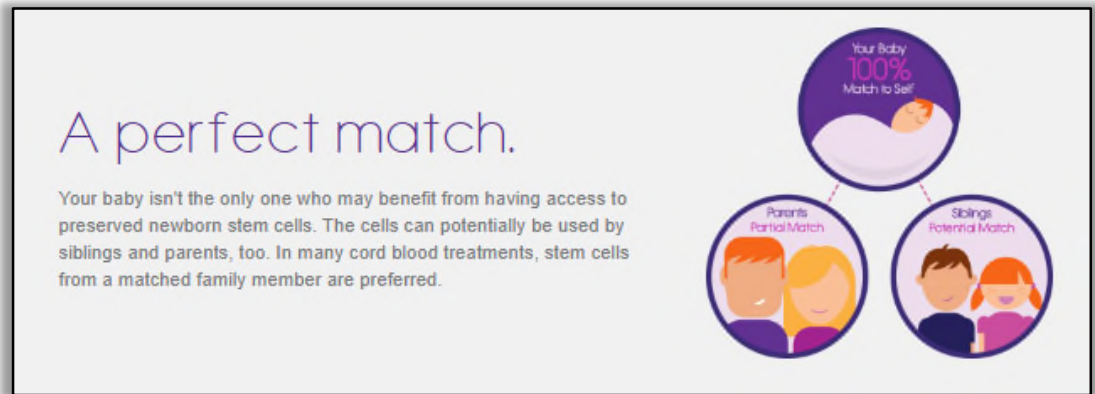 A perfect match.
Your baby isn't the only one who may benefit from having access to
preserved newborn stem cells. The cells can potentially be used by
siblings and parents, too. In many cord blood treatments, stem cells
from a matched family member are preferred.
Your Baby
100%
Match to Self
Parents
Partial Match
Siblings
Potential Match